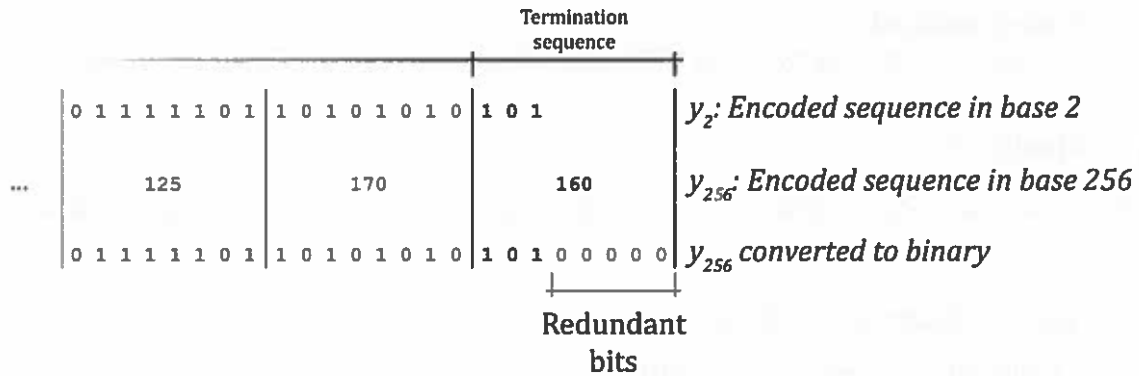 Termination
sequence
0 1 1 1 1 1 0 1 1 0 1 0 1 0 1 0 1 0 1 y2: Encoded sequence in base 2
... 125 170 160 y256: Encoded sequence in base 256
0 1 1 1 1 1 0 1 1 0 1 0 1 0 1 0 1 0 1 0 0 0 0 0 y256 converted to binary
Redundant
bits